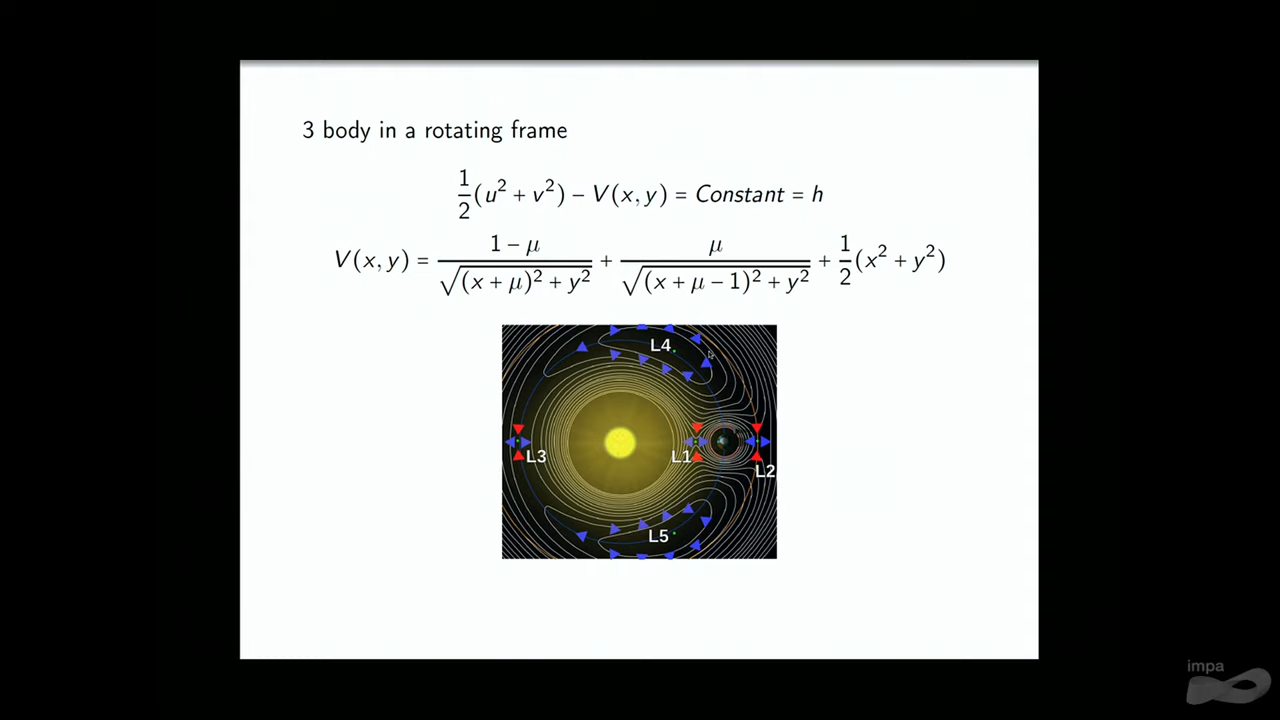 3 body in a rotating frame
1/2(u² + v²) − V(x, y) = Constant = h
V(x, y) = (1 − μ)/√((x + μ)² + y²) + μ/√((x + μ − 1)² + y²) + 1/2(x² + y²)
L4
L3
L1
L2
L5
impa